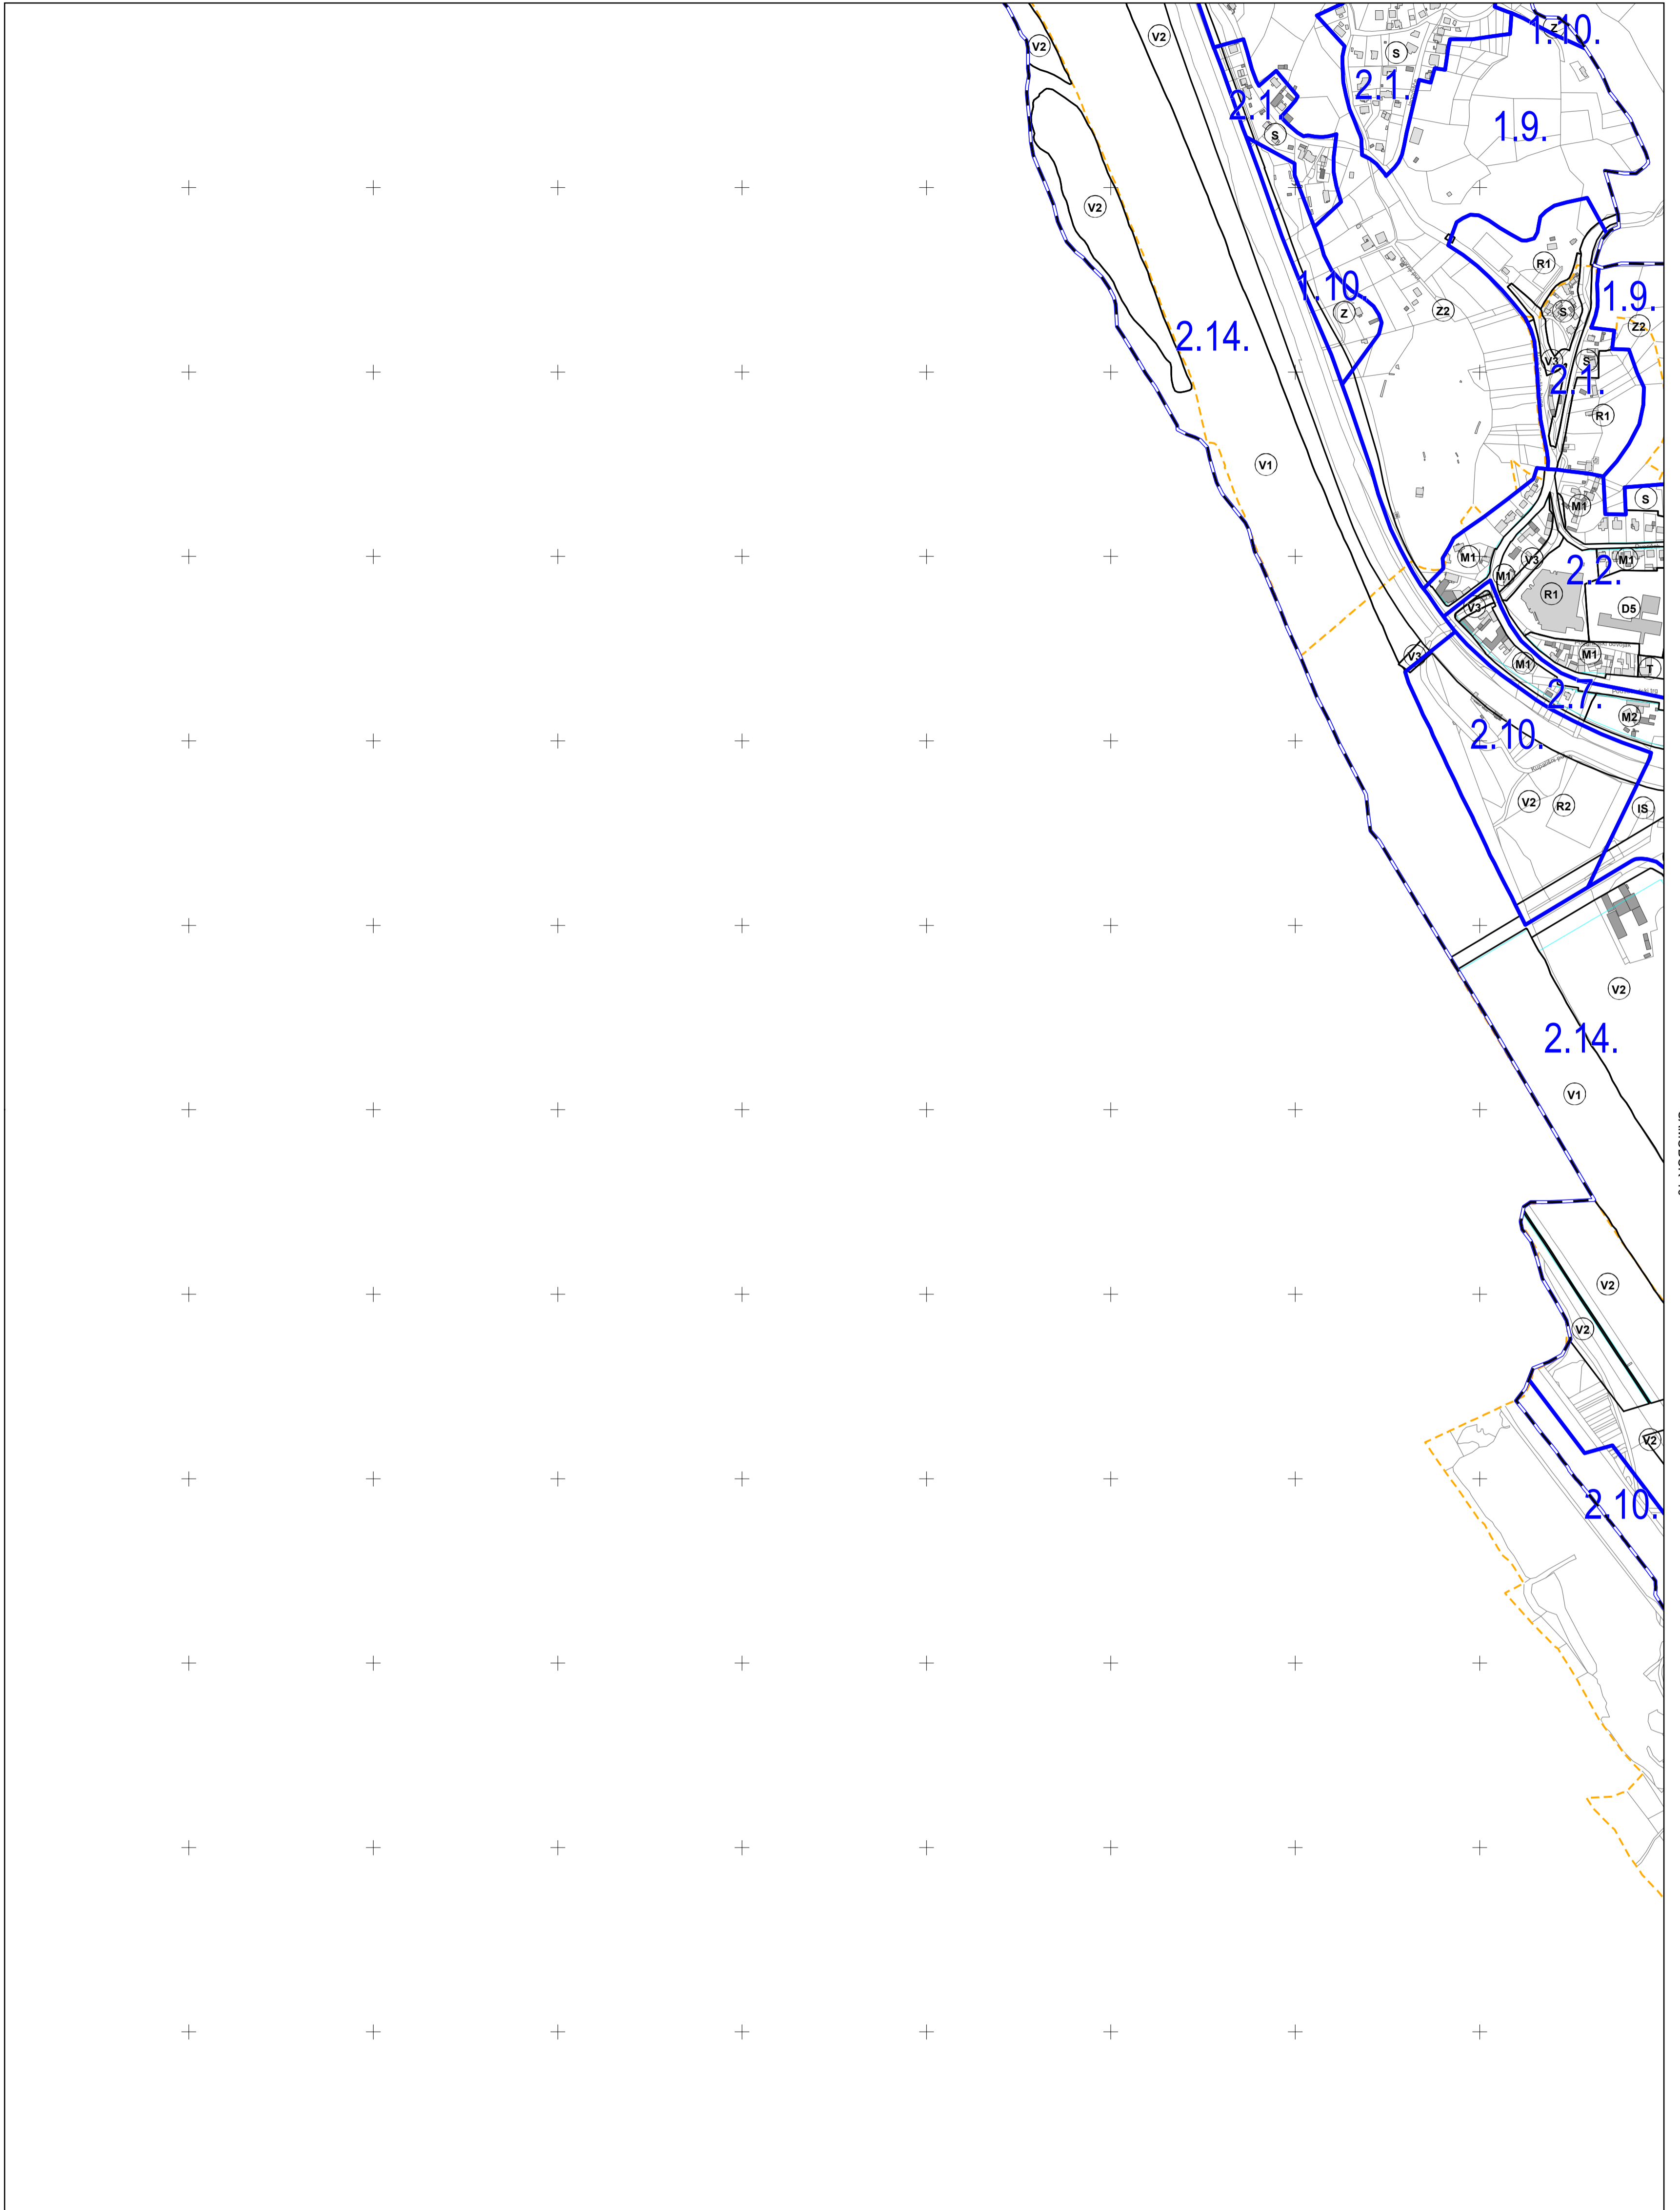 Z
1.10.
V2
V2
S
2.1.
2.1.
1.9.
S
V2
R1
1.10.
1.9.
Z
Z2
S
Z2
2.14.
V3
S
2.1.
R1
V1
S
M1
M1
V3
M1
2.2.
M1
R1
D5
V3
M1
V3
M1
T
2.7.
M2
2.10.
V2
R2
IS
V2
2.14.
V1
V2
V2
V2
2.10.